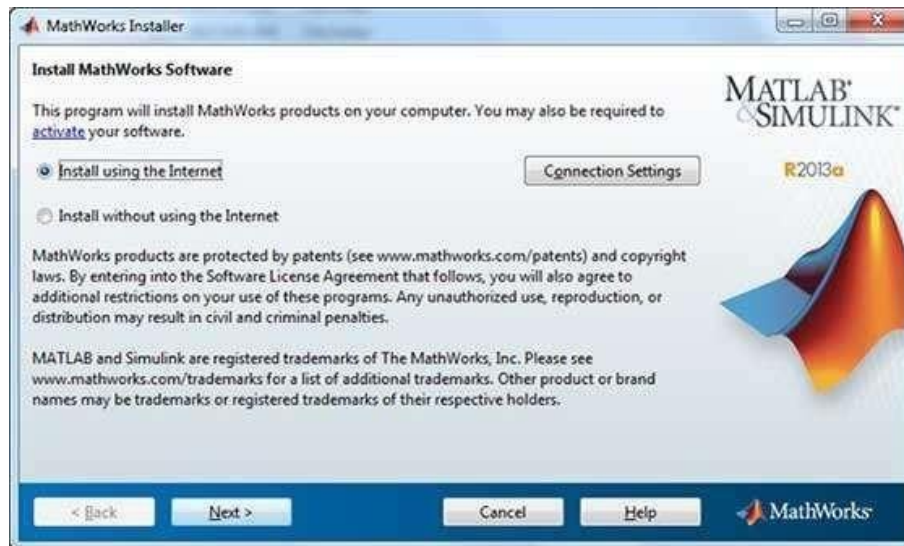 MathWorks Installer
Install MathWorks Software
This program will install MathWorks products on your computer. You may also be required to
activate your software.
Install using the Internet
Connection Settings
Install without using the Internet
MathWorks products are protected by patents (see www.mathworks.com/patents) and copyright
laws. By entering into the Software License Agreement that follows, you will also agree to
additional restrictions on your use of these programs. Any unauthorized use, reproduction, or
distribution may result in civil and criminal penalties.
MATLAB and Simulink are registered trademarks of The MathWorks, Inc. Please see
www.mathworks.com/trademarks for a list of additional trademarks. Other product or brand
names may be trademarks or registered trademarks of their respective holders.
MATLAB®
&SIMULINK®
R2013a
< Back
Next >
Cancel
Help
MathWorks®